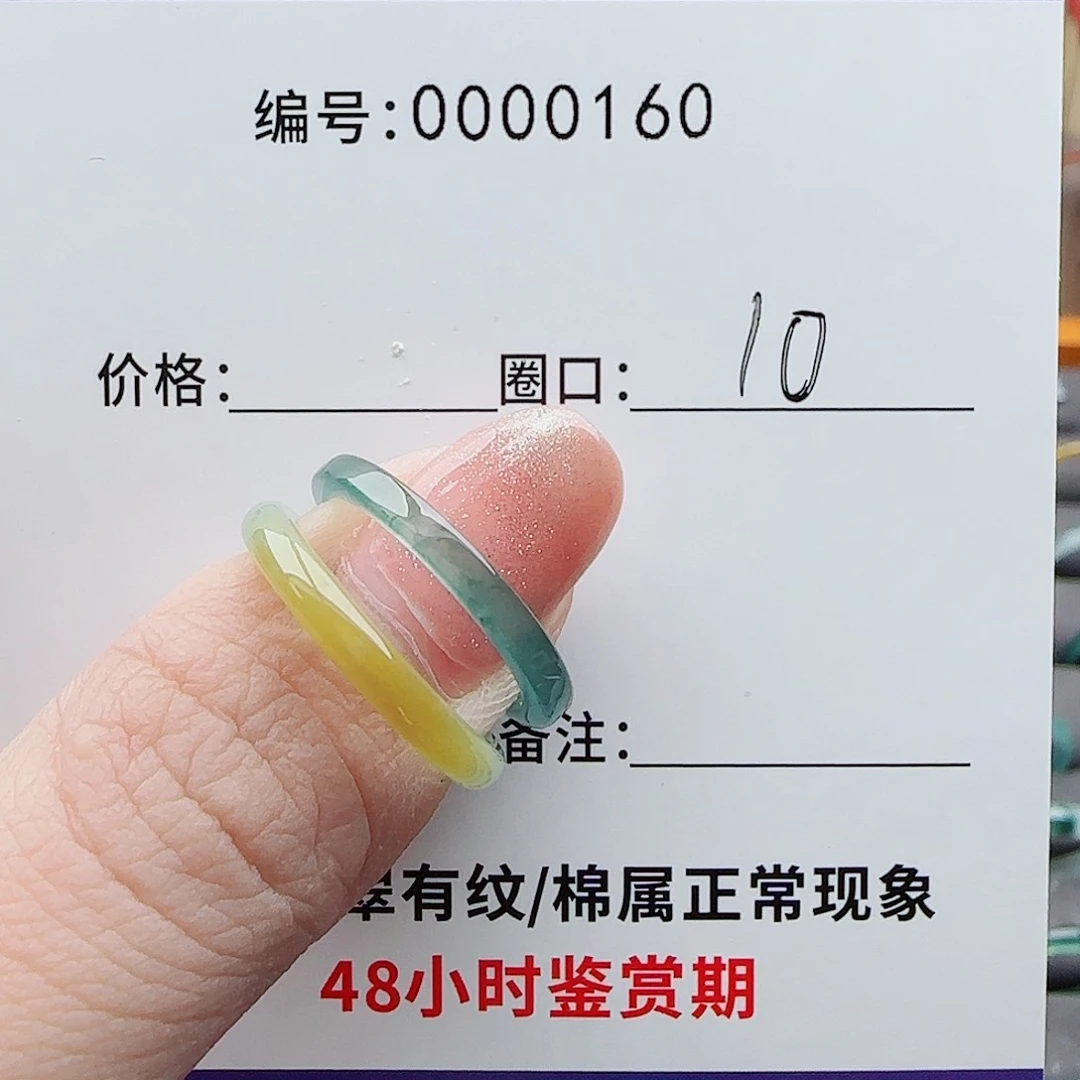 编号:0000160
价格: 圈口: 10
备注:
翠有纹/棉属正常现象
48小时鉴赏期